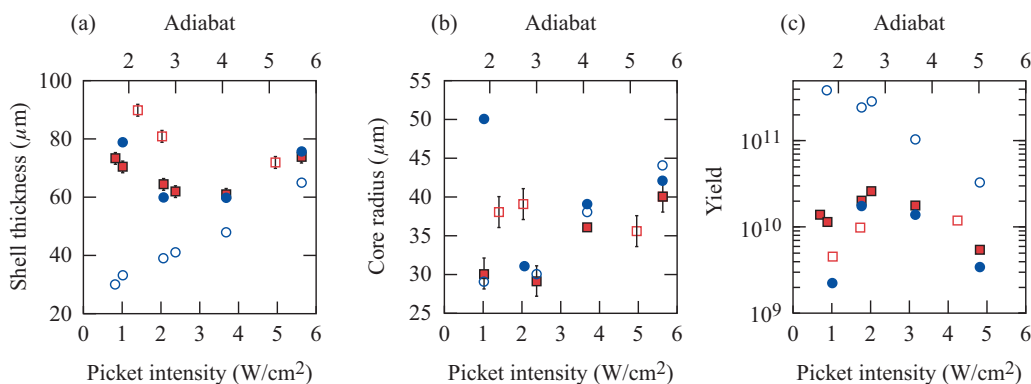 (a) Adiabat
2 3 4 5 6
Shell thickness (μm)
100
80
60
40
20
0 1 2 3 4 5 6
Picket intensity (W/cm²)
(b) Adiabat
2 3 4 5 6
Core radius (μm)
55
50
45
40
35
30
25
0 1 2 3 4 5 6
Picket intensity (W/cm²)
(c) Adiabat
2 3 4 5 6
Yield
10¹¹
10¹⁰
10⁹
0 1 2 3 4 5 6
Picket intensity (W/cm²)